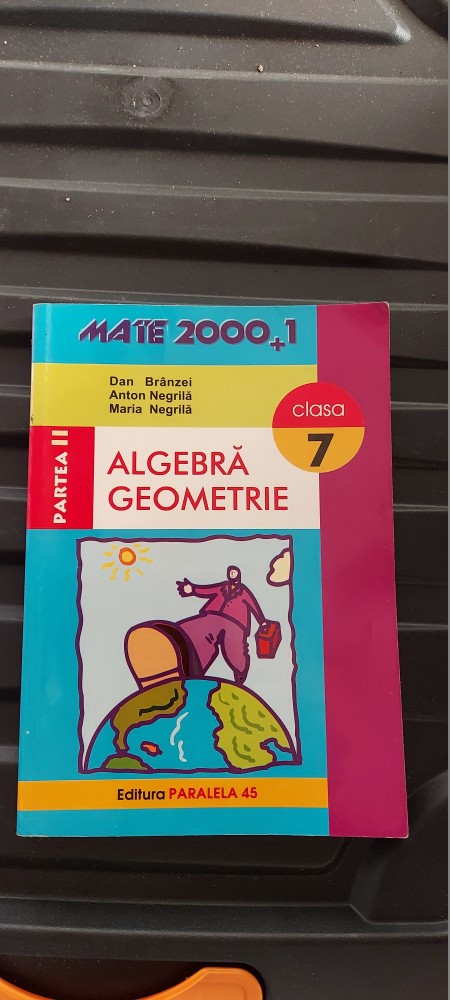 MATE 2000+1
Dan Brânzei
Anton Negrilă
Maria Negrilă
clasa
7
PARTEA II
ALGEBRĂ
GEOMETRIE
Editura PARALELA 45